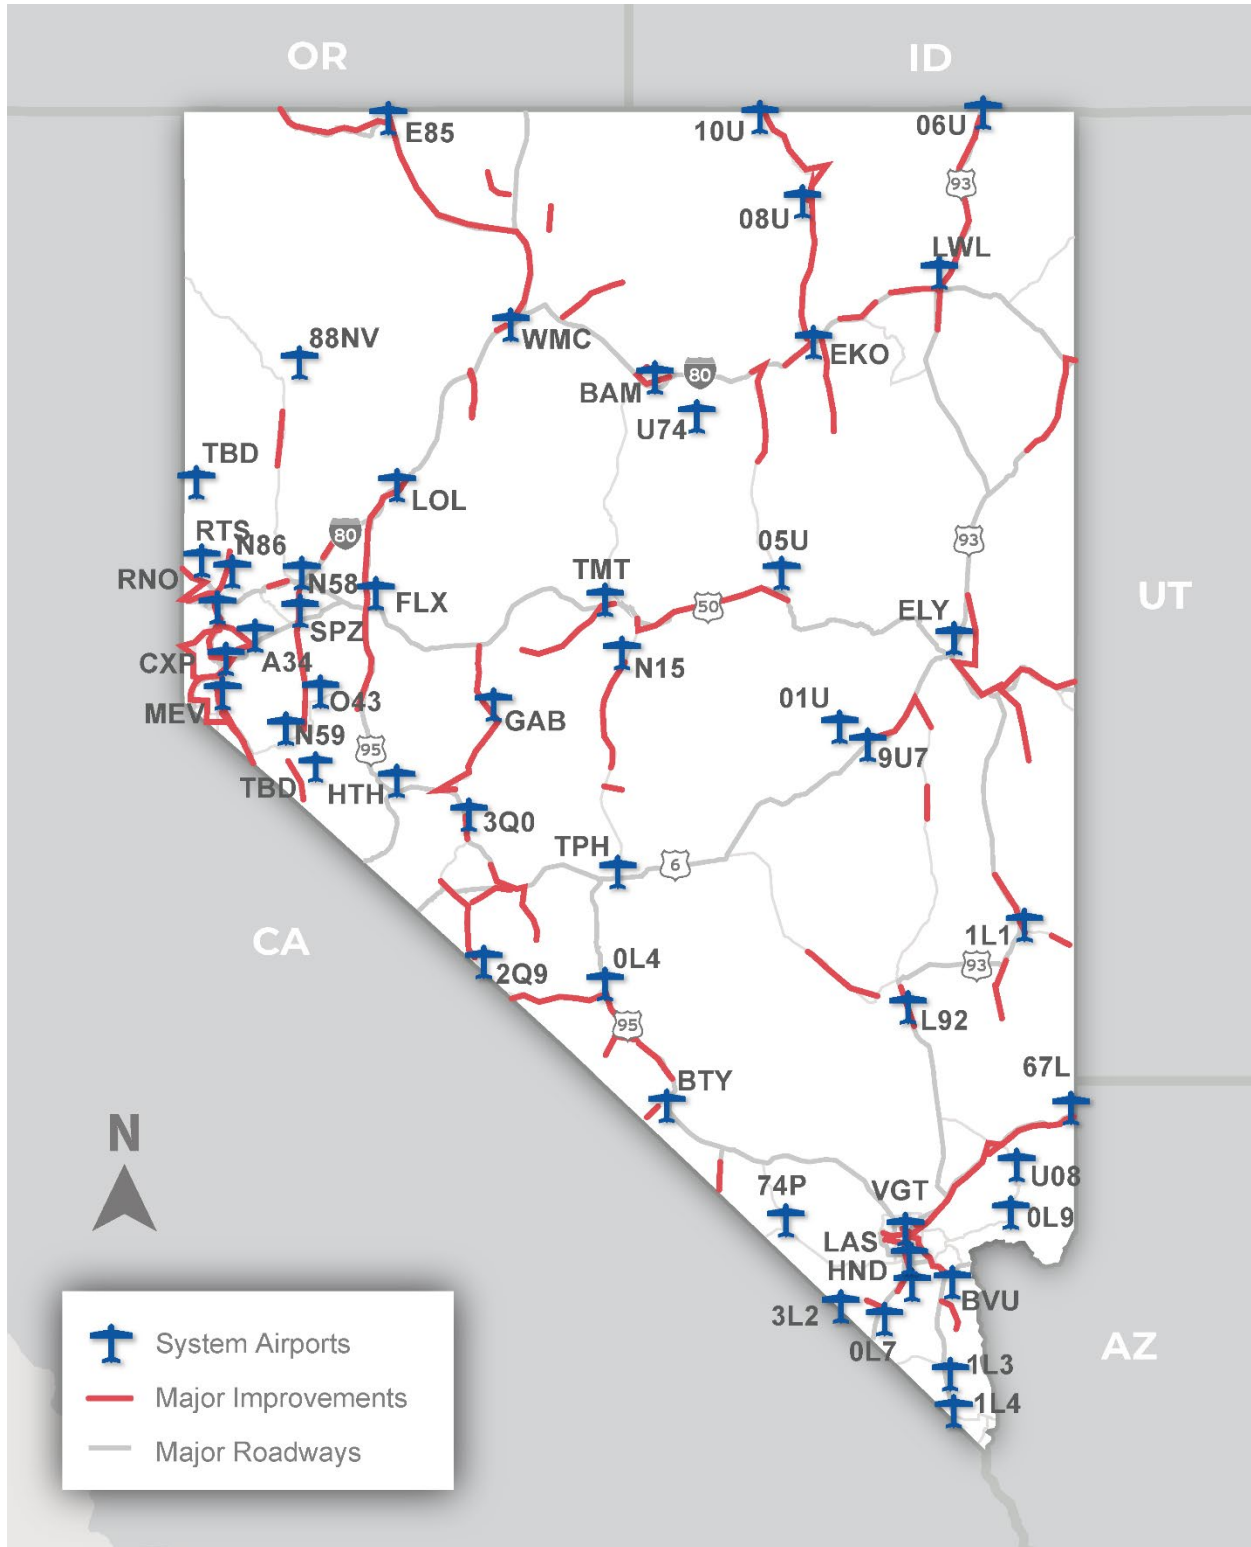 OR
ID
E85
10U
06U
93
08U
LWL
88NV
WMC
EKO
80
BAM
U74
TBD
LOL
RTS
N86
80
05U
93
RNO
N58
TMT
FLX
50
UT
SPZ
ELY
CXP
A34
N15
O43
01U
MEV
GAB
N59
95
9U7
TBD
HTH
3Q0
TPH
6
CA
1L1
2Q9
0L4
93
95
L92
67L
BTY
N
U08
74P
VGT
0L9
LAS
HND
BVU
3L2
0L7
AZ
1L3
1L4
System Airports
Major Improvements
Major Roadways